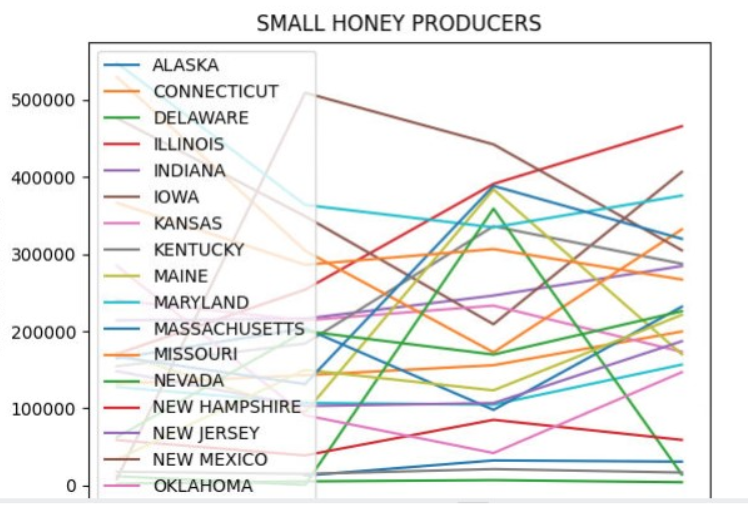 SMALL HONEY PRODUCERS
500000
400000
300000
200000
100000
0
ALASKA
CONNECTICUT
DELAWARE
ILLINOIS
INDIANA
IOWA
KANSAS
KENTUCKY
MAINE
MARYLAND
MASSACHUSETTS
MISSOURI
NEVADA
NEW HAMPSHIRE
NEW JERSEY
NEW MEXICO
OKLAHOMA